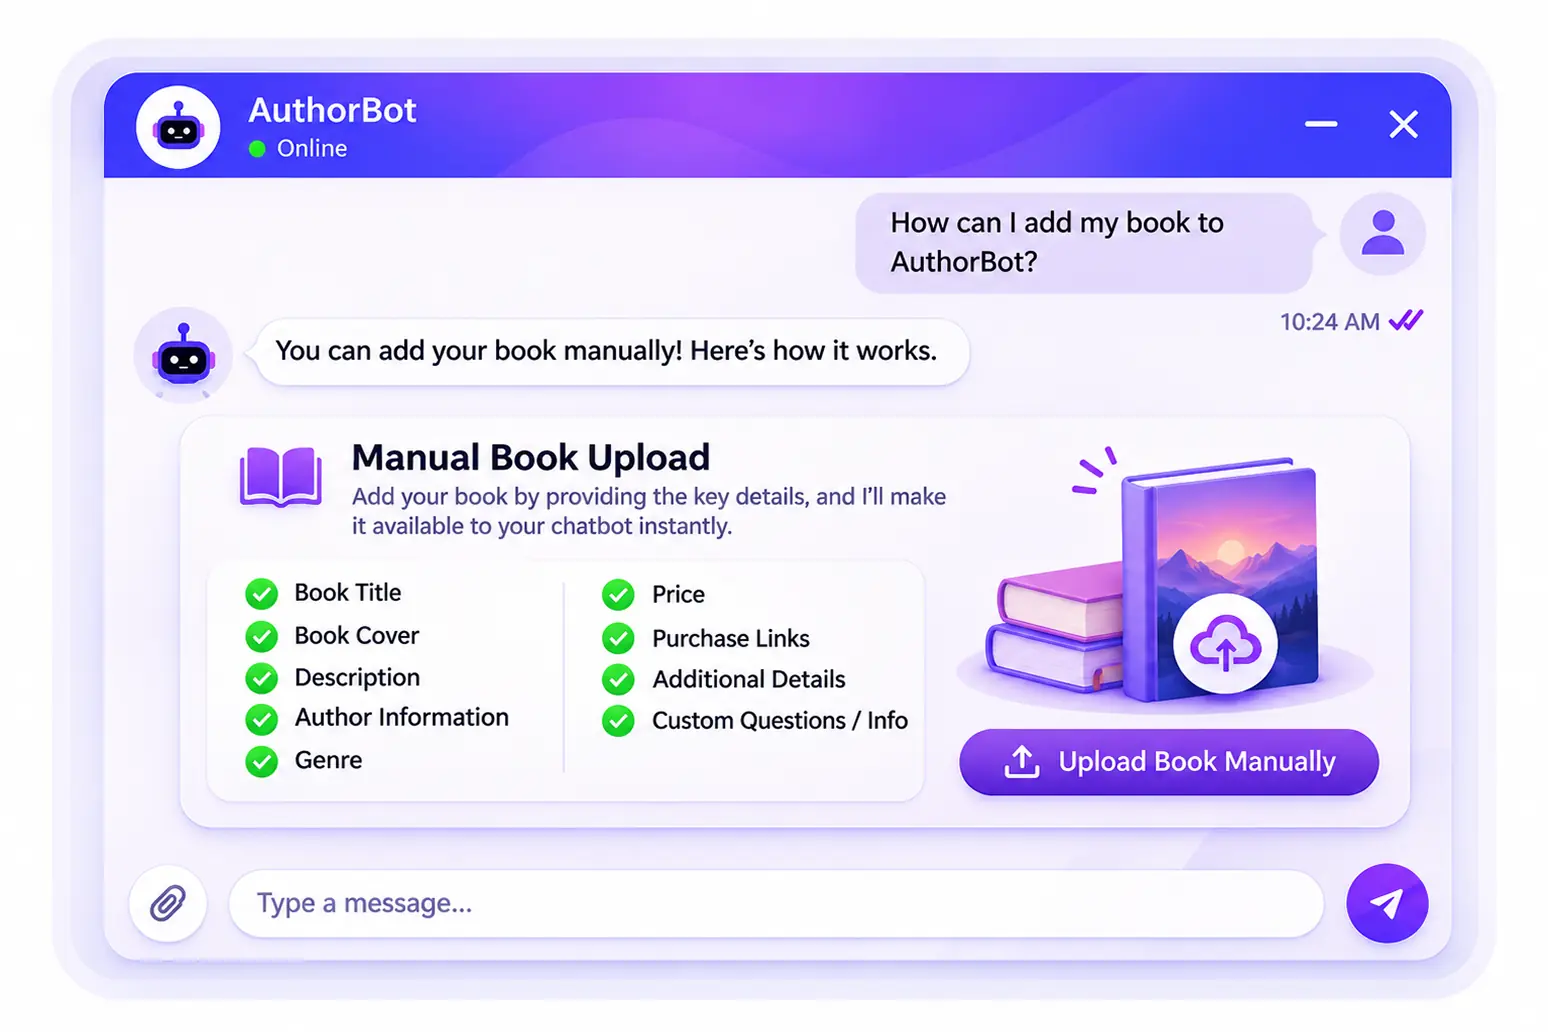 AuthorBot
Online
How can I add my book to
AuthorBot?
10:24 AM
You can add your book manually! Here’s how it works.
Manual Book Upload
Add your book by providing the key details, and I’ll make
it available to your chatbot instantly.
Book Title
Book Cover
Description
Author Information
Genre
Price
Purchase Links
Additional Details
Custom Questions / Info
Upload Book Manually
Type a message...